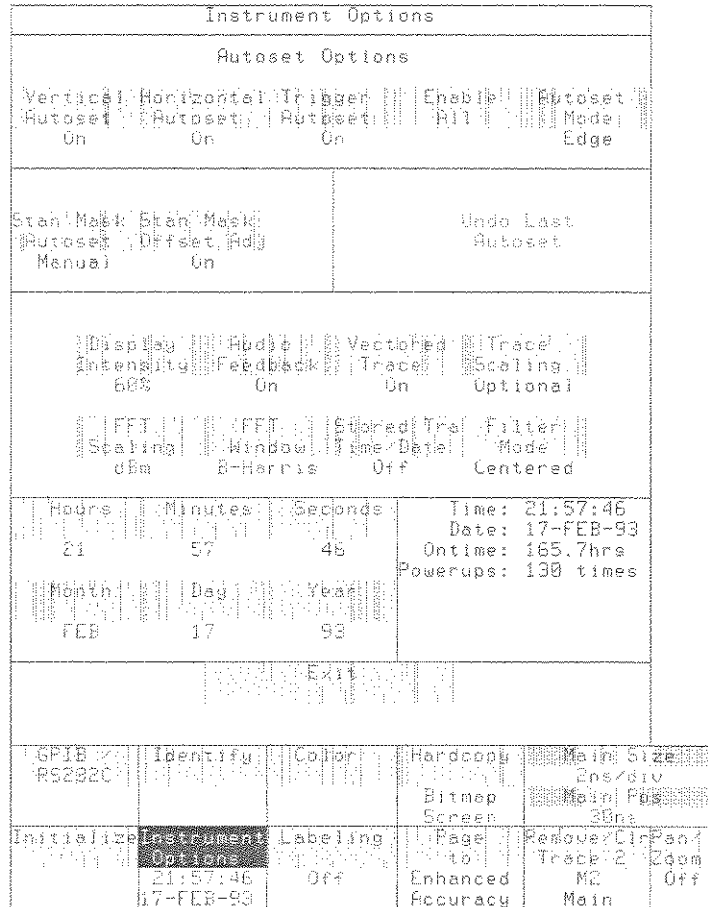 Instrument Options
Autoset Options
Vertical Horizontal Trigger Enable Autoset
Autoset Autoset Autoset All Mode
On On On Edge
Stan Mask Stan Mask Undo Last
Autoset Offset Adj Autoset
Manual On
Display Audio Vectored Trace
Intensity Feedback Trace Scaling
60% On On Optional
FFT FFT Stored Tra Filter
Scaling Window Time/Date Mode
dBm B-Harris Off Centered
Hours Minutes Seconds Time: 21:57:46
Date: 17-FEB-93
21 57 46 Ontime: 165.7hrs
Month Day Year Powerups: 130 times
FEB 17 93
Exit
GPIB / Identify Color Hardcopy Main Size
RS232C 2ns/div
Bitmap Main Pos
Screen 30ns
Initialize Instrument Labeling Page Remove/Clr Pan/
Options to Trace 2 Zoom
21:57:46 Off Enhanced M2 Off
17-FEB-93 Accuracy Main